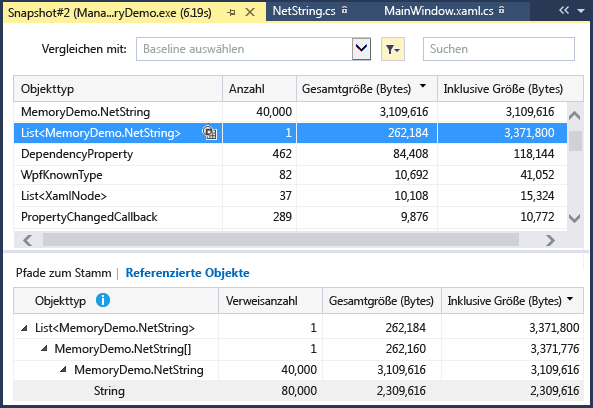 Snapshot#2 (Mana...ryDemo.exe (6.19s) NetString.cs MainWindow.xaml.cs
Vergleichen mit: Baseline auswählen Suchen
Objekttyp Anzahl Gesamtgröße (Bytes) Inklusive Größe (Bytes)
MemoryDemo.NetString 40,000 3,109,616 3,109,616
List<MemoryDemo.NetString> 1 262,184 3,371,800
DependencyProperty 462 84,408 118,144
WpfKnownType 82 10,692 41,052
List<XamlNode> 37 10,108 15,324
PropertyChangedCallback 289 9,876 10,772
Pfade zum Stamm | Referenzierte Objekte
Objekttyp Verweisanzahl Gesamtgröße (Bytes) Inklusive Größe (Bytes)
List<MemoryDemo.NetString> 1 262,184 3,371,800
MemoryDemo.NetString[] 1 262,160 3,371,776
MemoryDemo.NetString 40,000 3,109,616 3,109,616
String 80,000 2,309,616 2,309,616